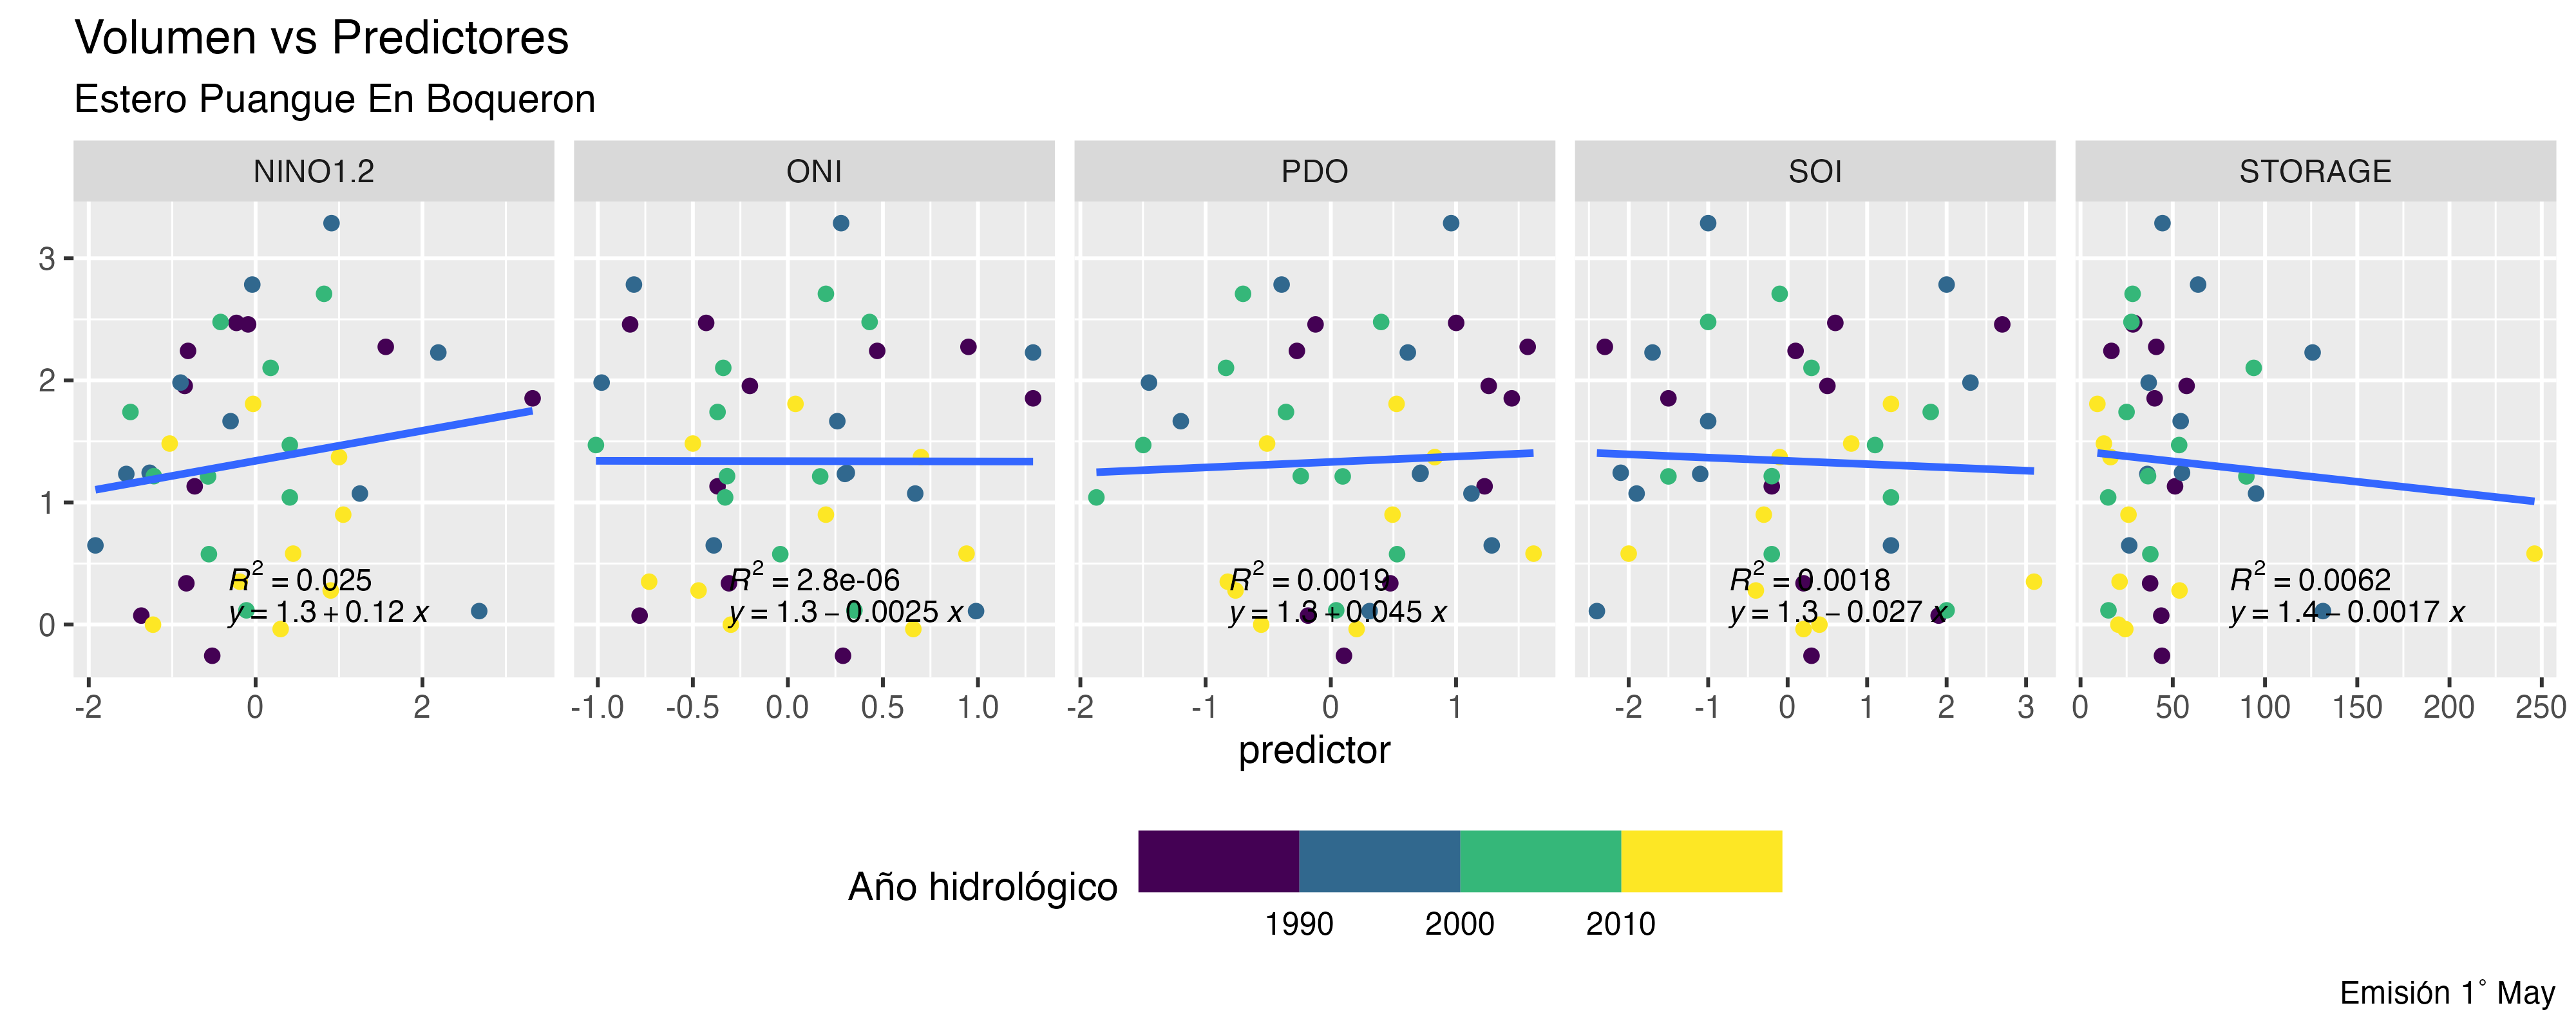 Volumen vs Predictores
Estero Puangue En Boqueron
NINO1.2 ONI PDO SOI STORAGE
3
2
1
0
R² = 0.025 R² = 2.8e-06 R² = 0.0019 R² = 0.0018 R² = 0.0062
y = 1.3 + 0.12 x y = 1.3 − 0.0025 x y = 1.3 + 0.045 x y = 1.3 − 0.027 x y = 1.4 − 0.0017 x
-2 0 2 -1.0 -0.5 0.0 0.5 1.0 -2 -1 0 1 -2 -1 0 1 2 3 0 50 100 150 200 250
predictor
Año hidrológico
1990 2000 2010
Emisión 1° May